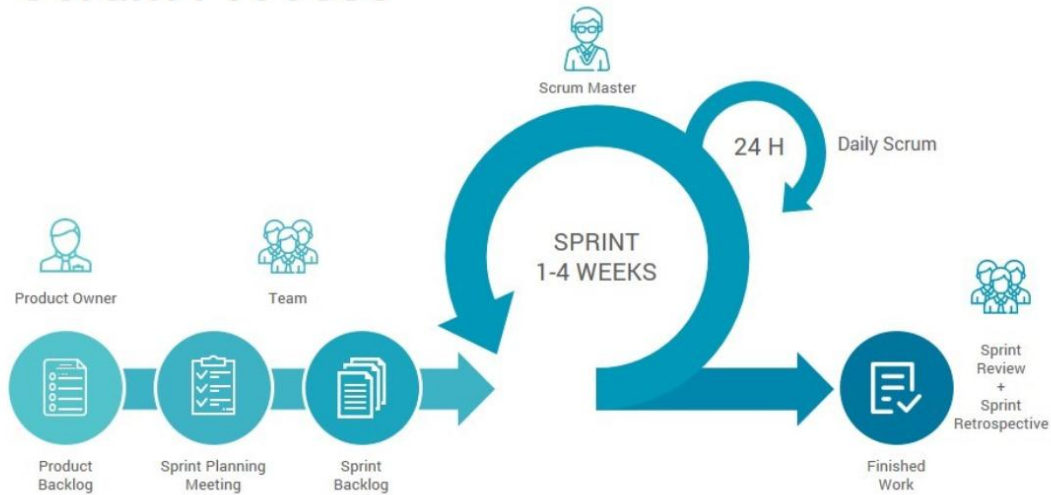 Scrum Master
24 H
Daily Scrum
SPRINT
1-4 WEEKS
Product Owner
Team
Sprint
Review
+
Sprint
Retrospective
Product
Backlog
Sprint Planning
Meeting
Sprint
Backlog
Finished
Work